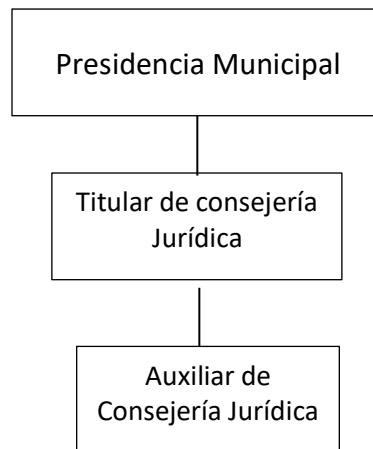 Presidencia Municipal
Titular de consejería
Jurídica
Auxiliar de
Consejería Jurídica